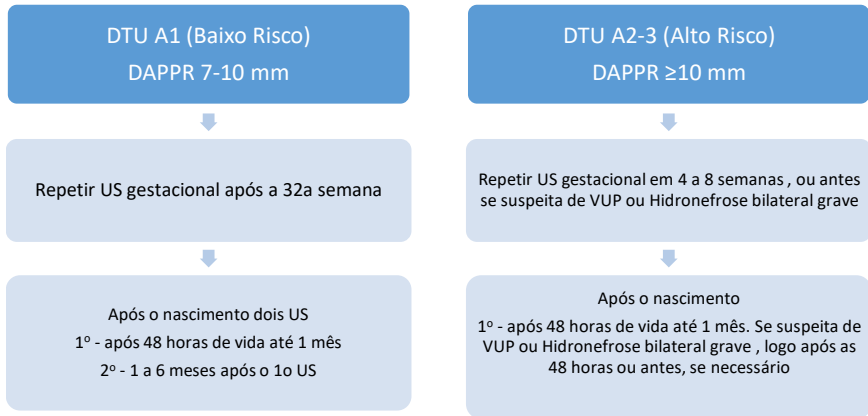 DTU A1 (Baixo Risco)
DAPPR 7-10 mm
Repetir US gestacional após a 32a semana
Após o nascimento dois US
1º - após 48 horas de vida até 1 mês
2º - 1 a 6 meses após o 1o US
DTU A2-3 (Alto Risco)
DAPPR ≥10 mm
Repetir US gestacional em 4 a 8 semanas , ou antes
se suspeita de VUP ou Hidronefrose bilateral grave
Após o nascimento
1º - após 48 horas de vida até 1 mês. Se suspeita de
VUP ou Hidronefrose bilateral grave , logo após as
48 horas ou antes, se necessário